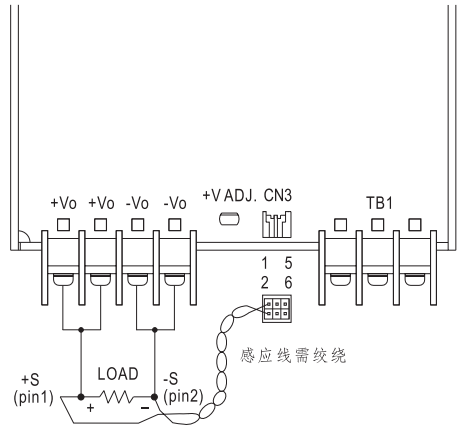 +Vo +Vo -Vo -Vo +V ADJ. CN3 TB1
1 5
2 6
感应线需绞绕
+S LOAD -S
(pin1) + - (pin2)